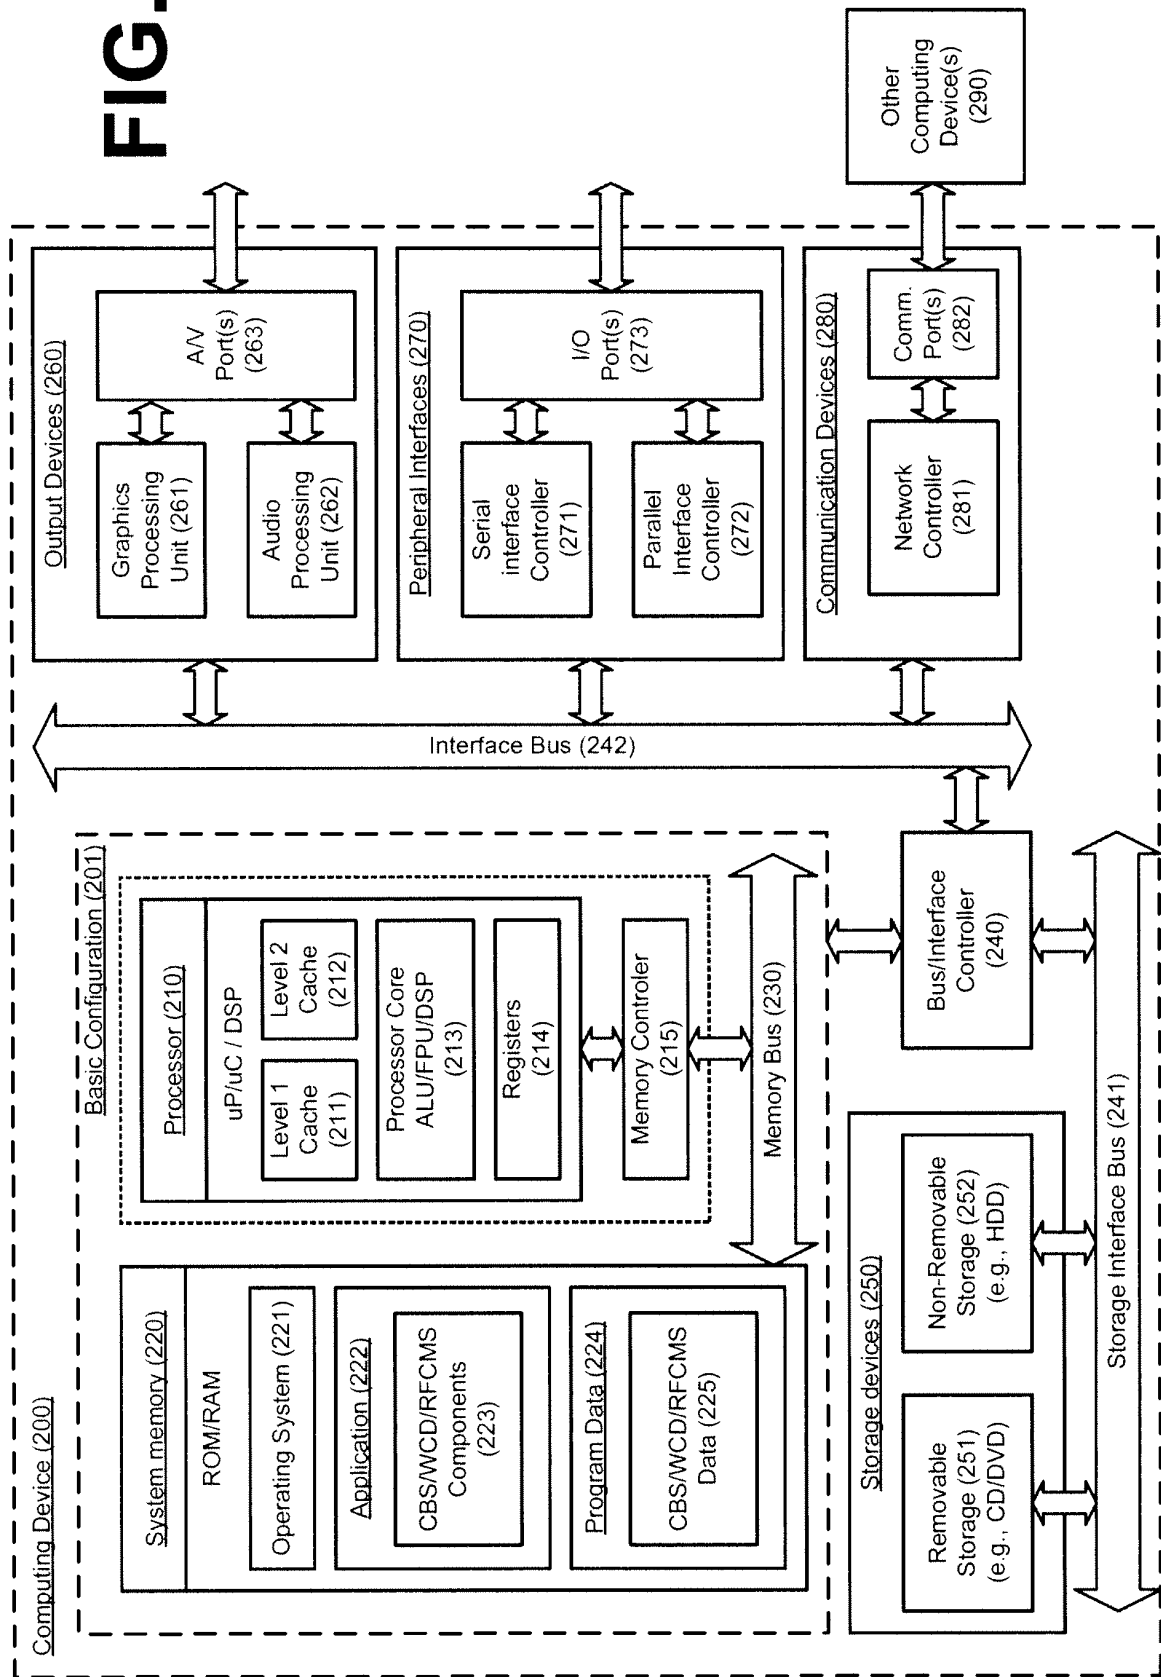 FIG.
Computing Device (200)
Basic Configuration (201)
System memory (220)
ROM/RAM
Operating System (221)
Application (222)
CBS/WCD/RFCMS
Components
(223)
Program Data (224)
CBS/WCD/RFCMS
Data (225)
Processor (210)
uP/uC / DSP
Level 1
Cache
(211)
Level 2
Cache
(212)
Processor Core
ALU/FPU/DSP
(213)
Registers
(214)
Memory Controler
(215)
Memory Bus (230)
Storage devices (250)
Removable
Storage (251)
(e.g., CD/DVD)
Non-Removable
Storage (252)
(e.g., HDD)
Bus/Interface
Controller
(240)
Storage Interface Bus (241)
Interface Bus (242)
Output Devices (260)
Graphics
Processing
Unit (261)
Audio
Processing
Unit (262)
A/V
Port(s)
(263)
Peripheral Interfaces (270)
Serial
interface
Controller
(271)
Parallel
Interface
Controller
(272)
I/O
Port(s)
(273)
Communication Devices (280)
Network
Controller
(281)
Comm.
Port(s)
(282)
Other
Computing
Device(s)
(290)